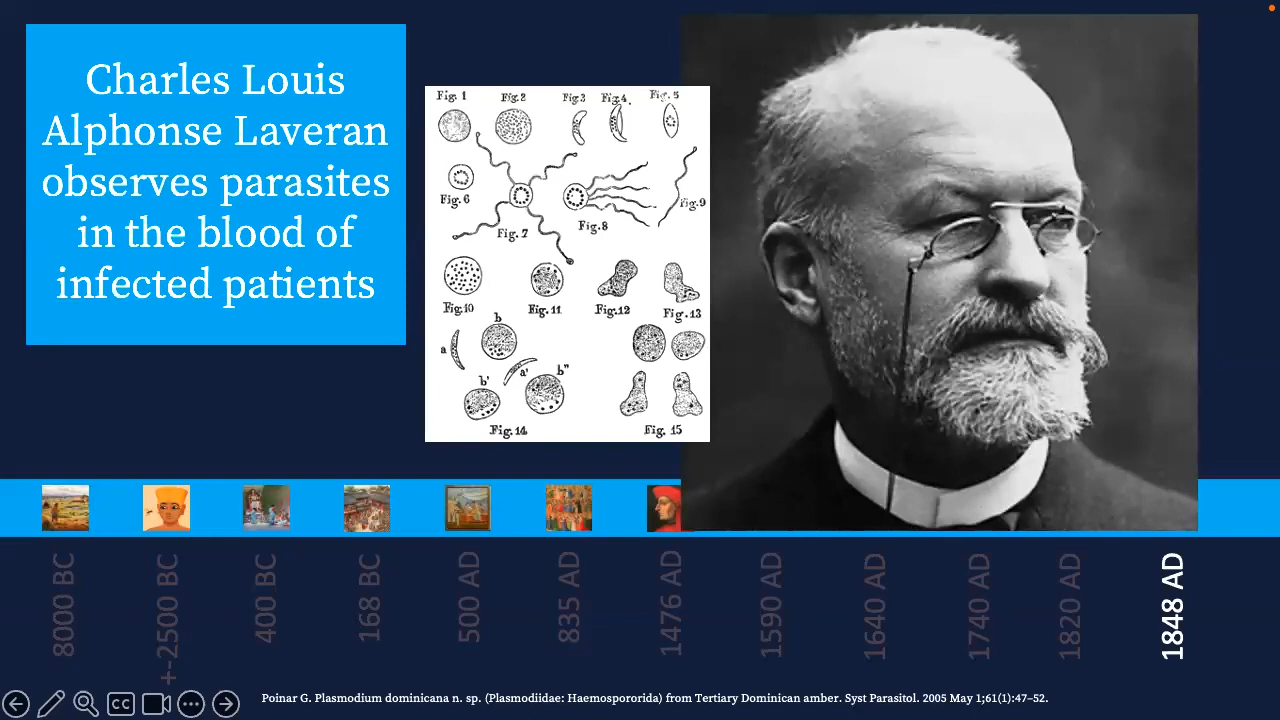 Charles Louis
Alphonse Laveran
observes parasites
in the blood of
infected patients
Fig. 1
Fig. 2
Fig. 3
Fig. 4.
Fig. 5
Fig. 6
Fig. 7
Fig. 8
Fig. 9
Fig. 10
Fig. 11
Fig. 12
Fig. 13
a
b
b'
a'
b"
Fig. 14
Fig. 15
8000 BC
+-2500 BC
400 BC
168 BC
500 AD
835 AD
1476 AD
1590 AD
1640 AD
1740 AD
1820 AD
1848 AD
CC
Poinar G. Plasmodium dominicana n. sp. (Plasmodiidae: Haemospororida) from Tertiary Dominican amber. Syst Parasitol. 2005 May 1;61(1):47–52.